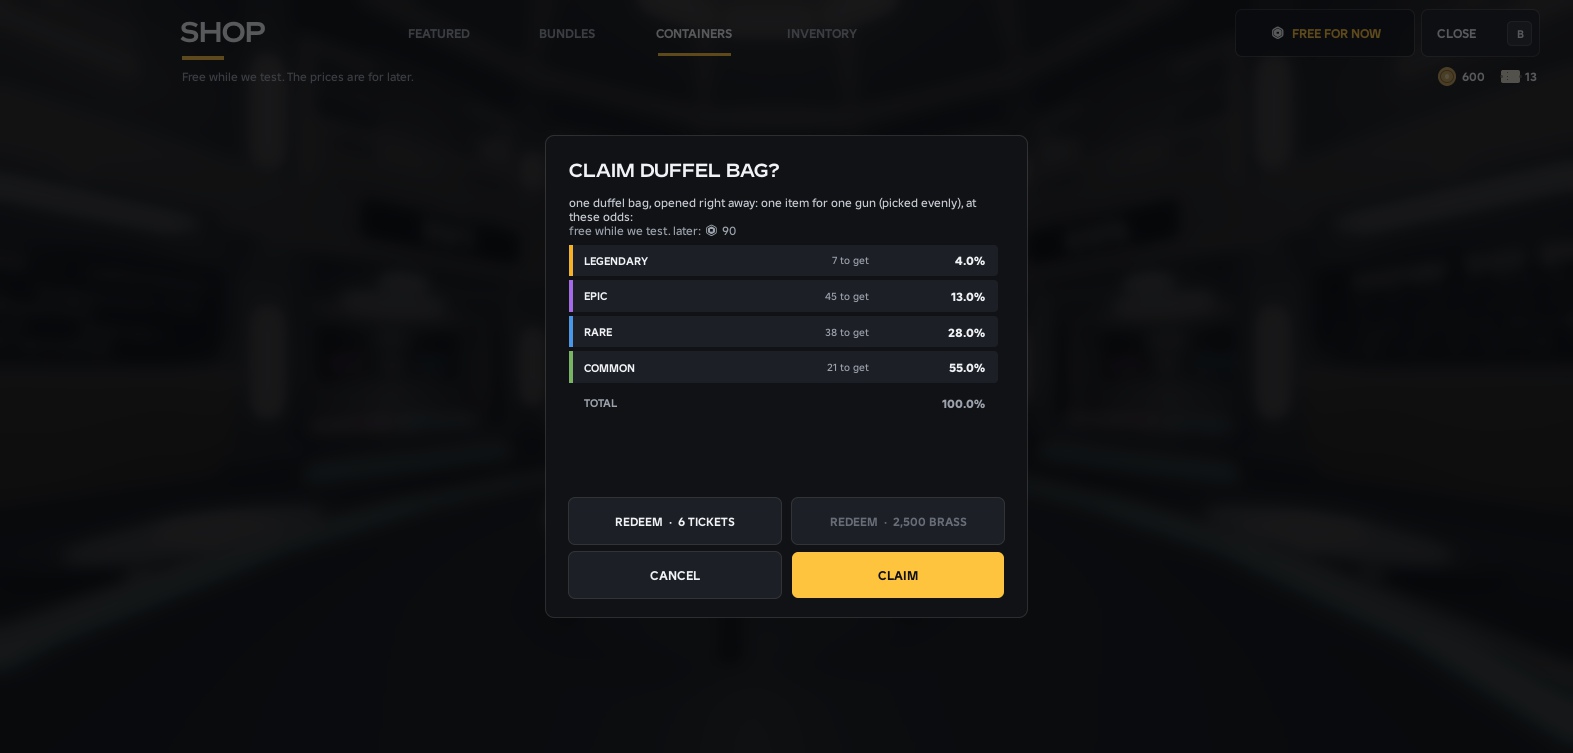 SHOP
FEATURED
BUNDLES
CONTAINERS
INVENTORY
FREE FOR NOW
CLOSE
B
Free while we test. The prices are for later.
600
13
CLAIM DUFFEL BAG?
one duffel bag, opened right away: one item for one gun (picked evenly), at
these odds:
free while we test. later: 90
LEGENDARY 7 to get 4.0%
EPIC 45 to get 13.0%
RARE 38 to get 28.0%
COMMON 21 to get 55.0%
TOTAL 100.0%
REDEEM · 6 TICKETS
REDEEM · 2,500 BRASS
CANCEL
CLAIM